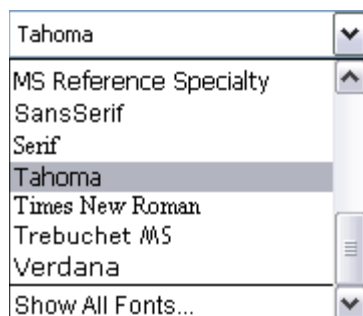 Tahoma
MS Reference Specialty
SansSerif
Serif
Tahoma
Times New Roman
Trebuchet MS
Verdana
Show All Fonts...